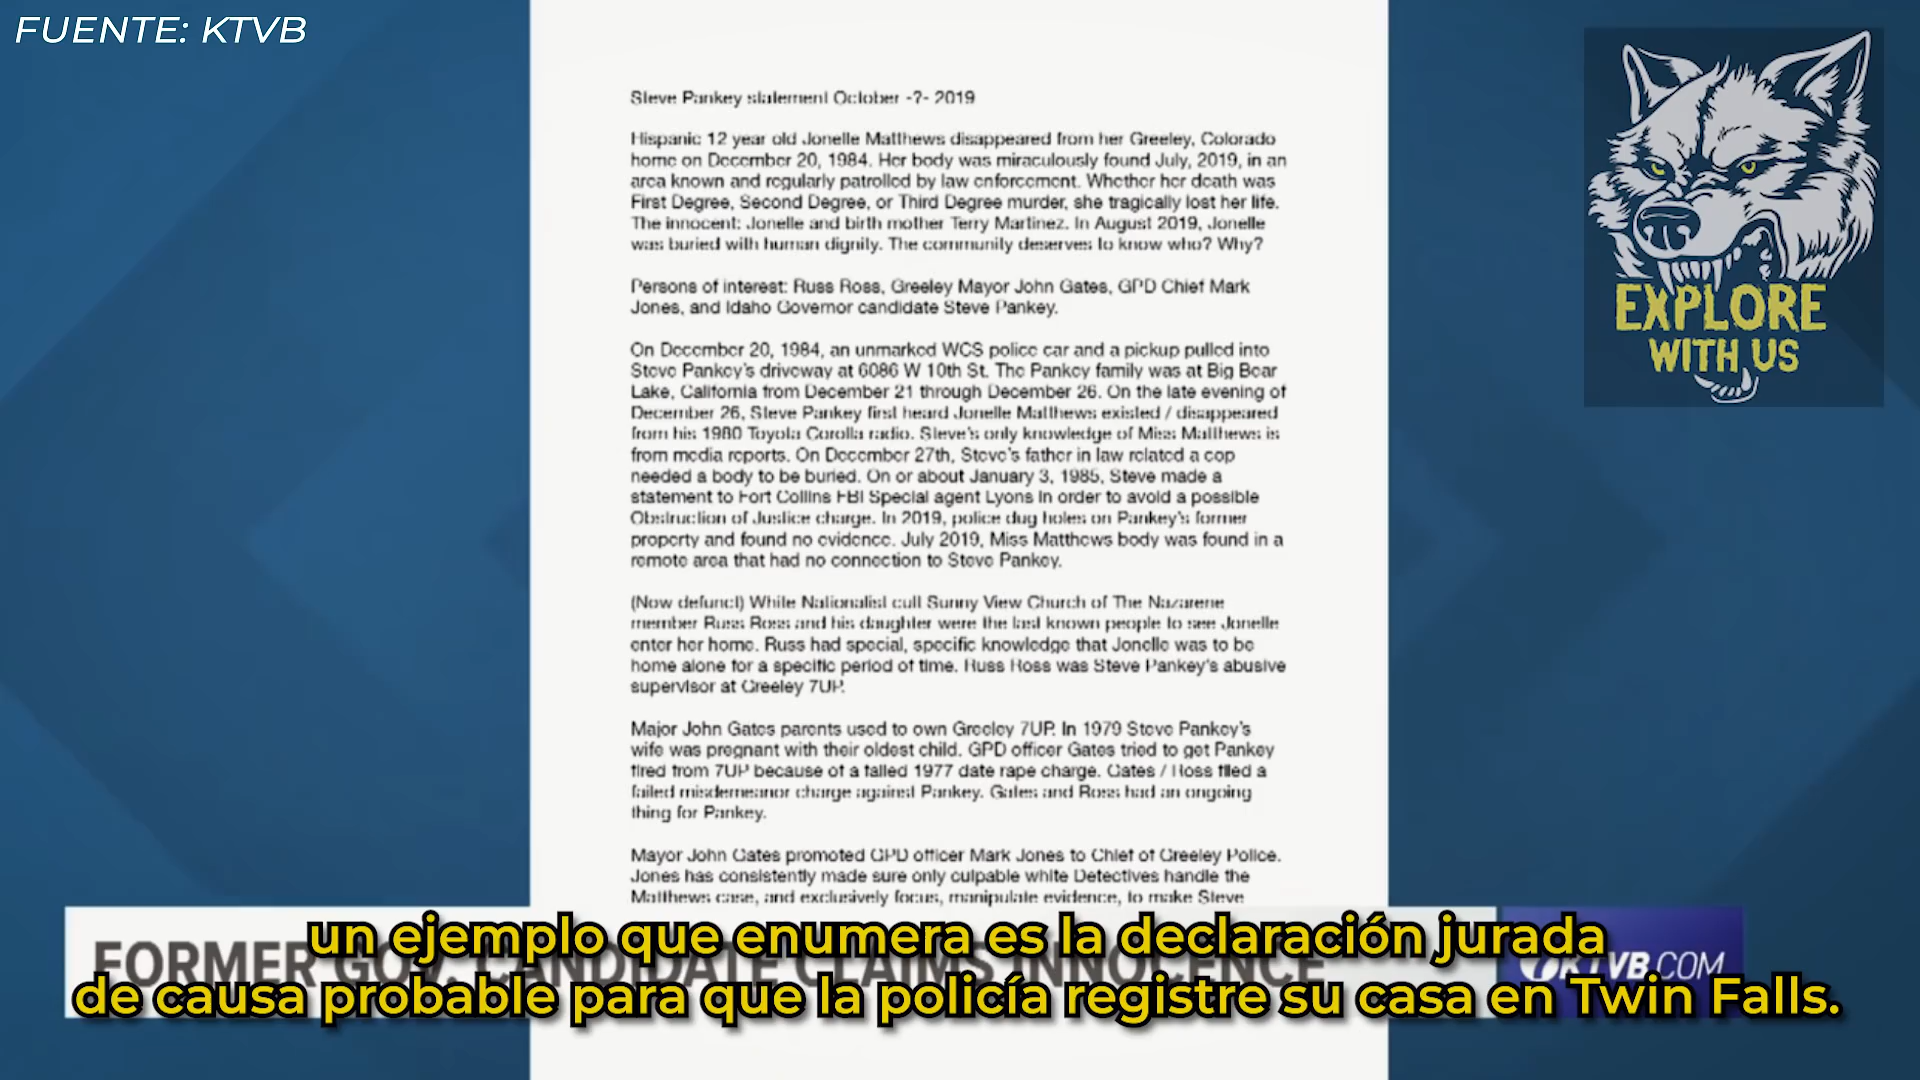 FUENTE: KTVB
Steve Pankey statement October -?- 2019
Hispanic 12 year old Jonelle Matthews disappeared from her Greeley, Colorado
home on December 20, 1984. Her body was miraculously found July, 2019, in an
area known and regularly patrolled by law enforcement. Whether her death was
First Degree, Second Degree, or Third Degree murder, she tragically lost her life.
The innocent: Jonelle and birth mother Terry Martinez. In August 2019, Jonelle
was buried with human dignity. The community deserves to know who? Why?
Persons of interest: Russ Ross, Greeley Mayor John Gates, GPD Chief Mark
Jones, and Idaho Governor candidate Steve Pankey.
On December 20, 1984, an unmarked WCS police car and a pickup pulled into
Steve Pankey's driveway at 6086 W 10th St. The Pankey family was at Big Bear
Lake, California from December 21 through December 26. On the late evening of
December 26, Steve Pankey first heard Jonelle Matthews existed / disappeared
from his 1980 Toyota Corolla radio. Steve's only knowledge of Miss Matthews is
from media reports. On December 27th, Steve's father in law related a cop
needed a body to be buried. On or about January 3, 1985, Steve made a
statement to Fort Collins FBI Special agent Lyons in order to avoid a possible
Obstruction of Justice charge. In 2019, police dug holes on Pankey's former
property and found no evidence. July 2019, Miss Matthews body was found in a
remote area that had no connection to Steve Pankey.
(Now defunct) White Nationalist cult Sunny View Church of The Nazarene
member Russ Ross and his daughter were the last known people to see Jonelle
enter her home. Russ had special, specific knowledge that Jonelle was to be
home alone for a specific period of time. Russ Ross was Steve Pankey's abusive
supervisor at Greeley 7UP.
Major John Gates parents used to own Greeley 7UP. In 1979 Steve Pankey's
wife was pregnant with their oldest child. GPD officer Gates tried to get Pankey
fired from 7UP because of a failed 1977 date rape charge. Gates / Ross filed a
failed misdemeanor charge against Pankey. Gates and Ross had an ongoing
thing for Pankey.
Mayor John Gates promoted GPD officer Mark Jones to Chief of Greeley Police.
Jones has consistently made sure only culpable white Detectives handle the
Matthews case, and exclusively focus, manipulate evidence, to make Steve
FORMER GOV. CANDIDATE CLAIMS INNOCENCE
KTVB.COM
un ejemplo que enumera es la declaración jurada
de causa probable para que la policía registre su casa en Twin Falls.
EXPLORE
WITH US